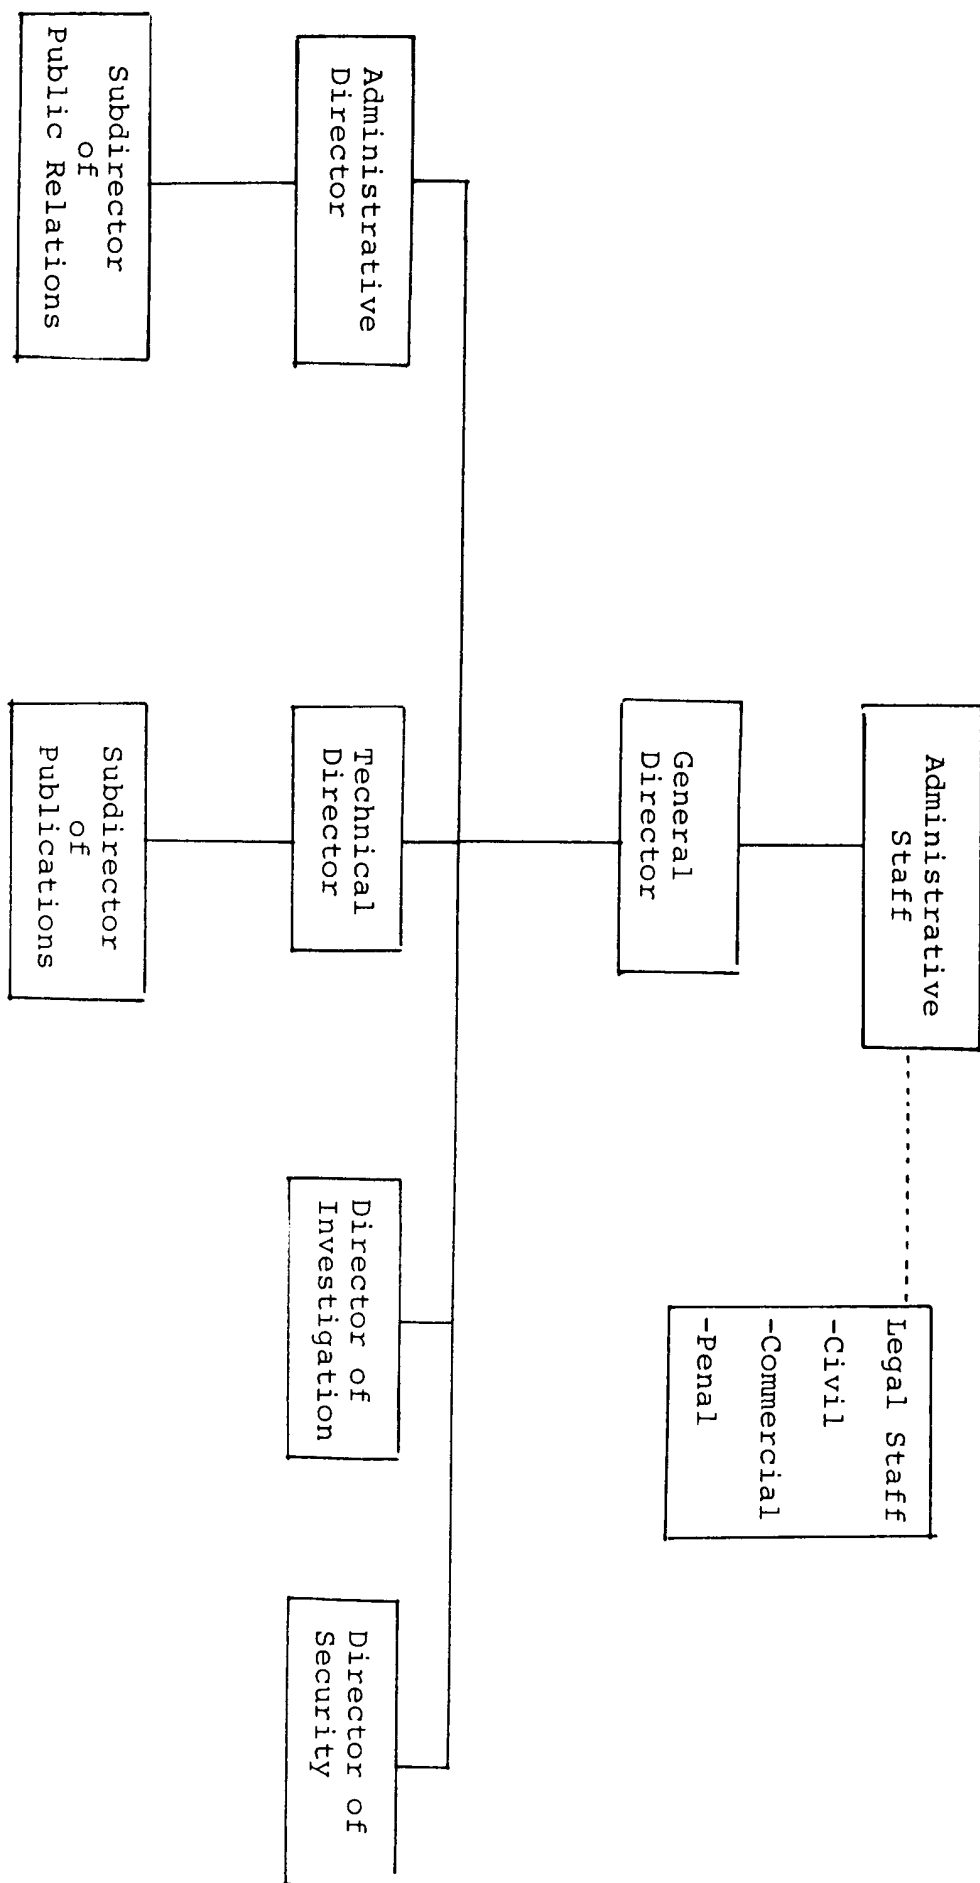 Administrative
Staff
Legal Staff
-Civil
-Commercial
-Penal
General
Director
Administrative
Director
Technical
Director
Director of
Investigation
Director of
Security
Subdirector
of
Public Relations
Subdirector
of
Publications